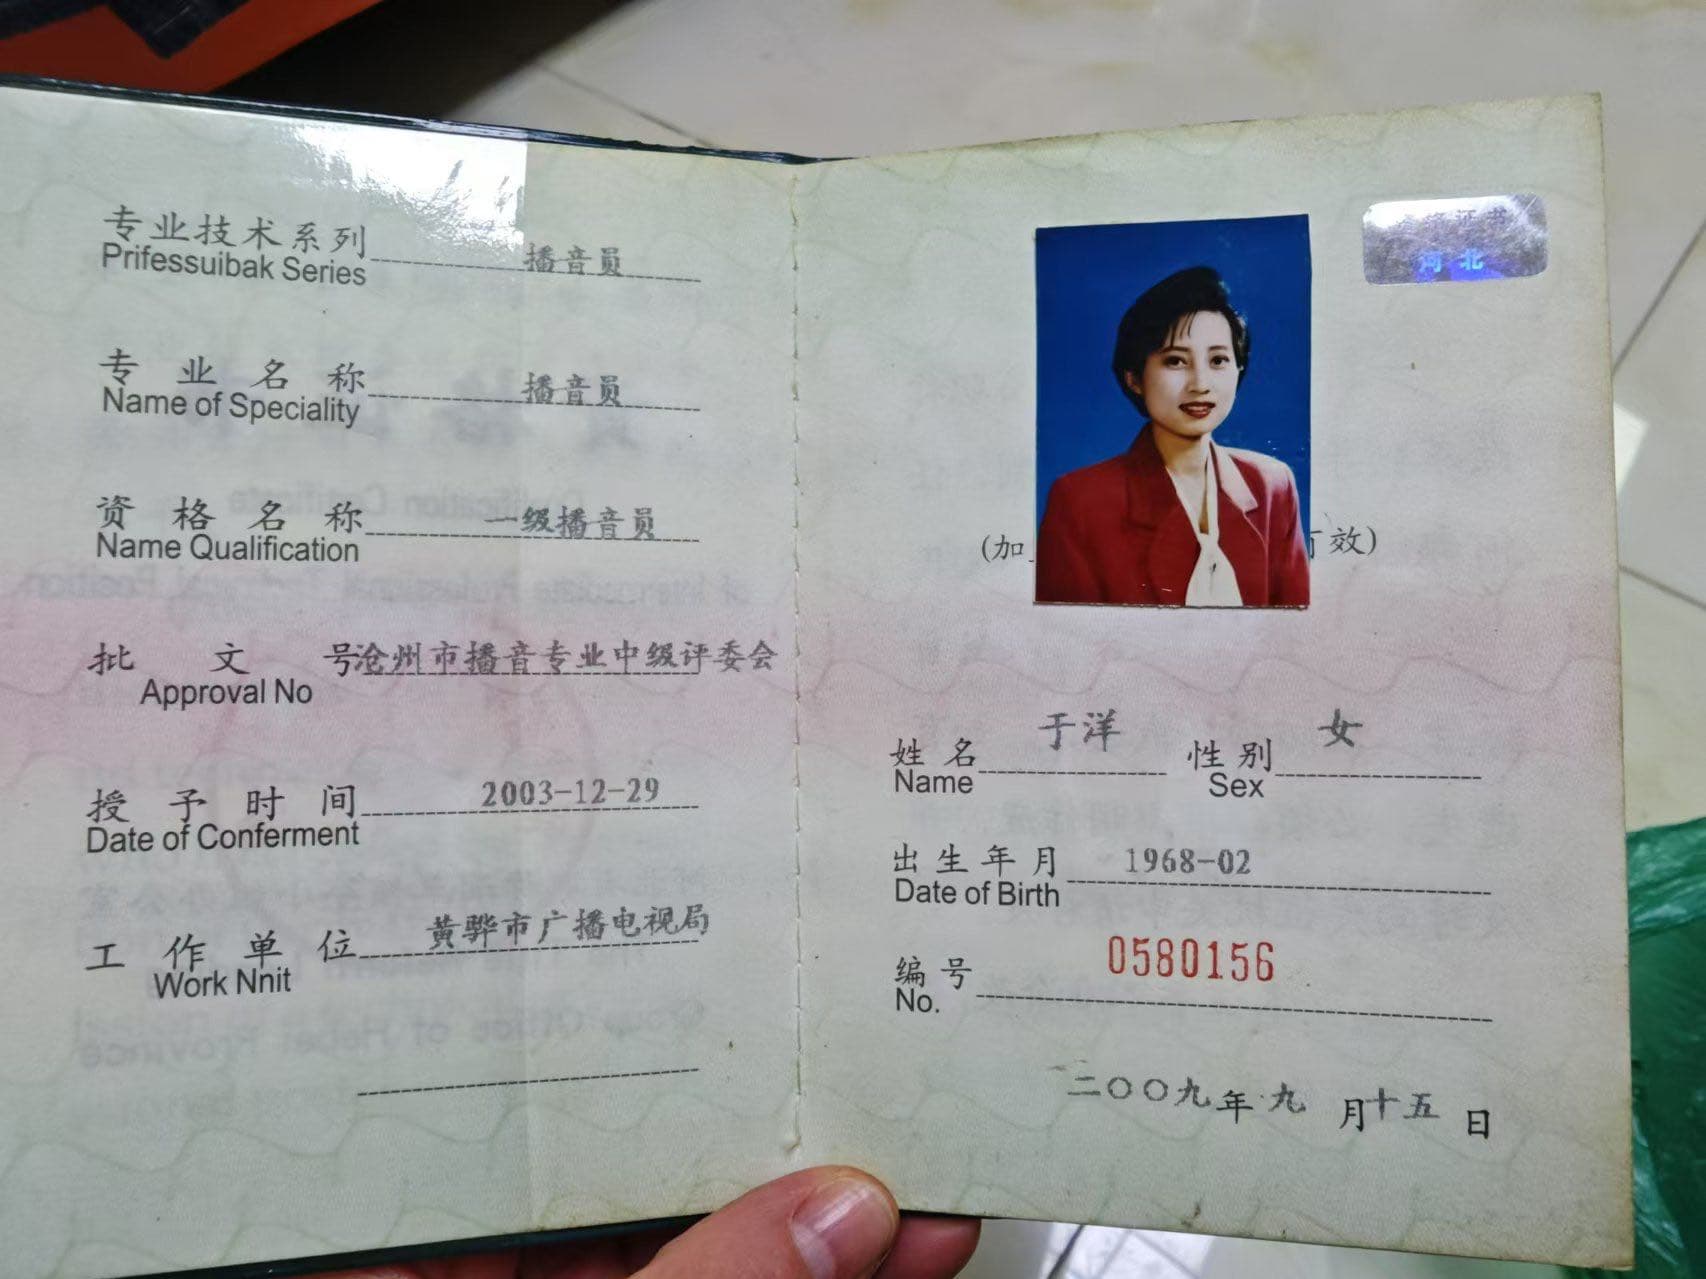 专业技术系列 播音员
Prifessuibak Series
专业名称 播音员
Name of Speciality
资格名称 一级播音员
Name Qualification
批文号 沧州市播音专业中级评委会
Approval No
授予时间 2003-12-29
Date of Conferment
工作单位 黄骅市广播电视局
Work Nnit
证书
河北
(加
有效)
姓名 于洋 性别 女
Name Sex
出生年月 1968-02
Date of Birth
编号 0580156
No.
二〇〇九年九月十五日